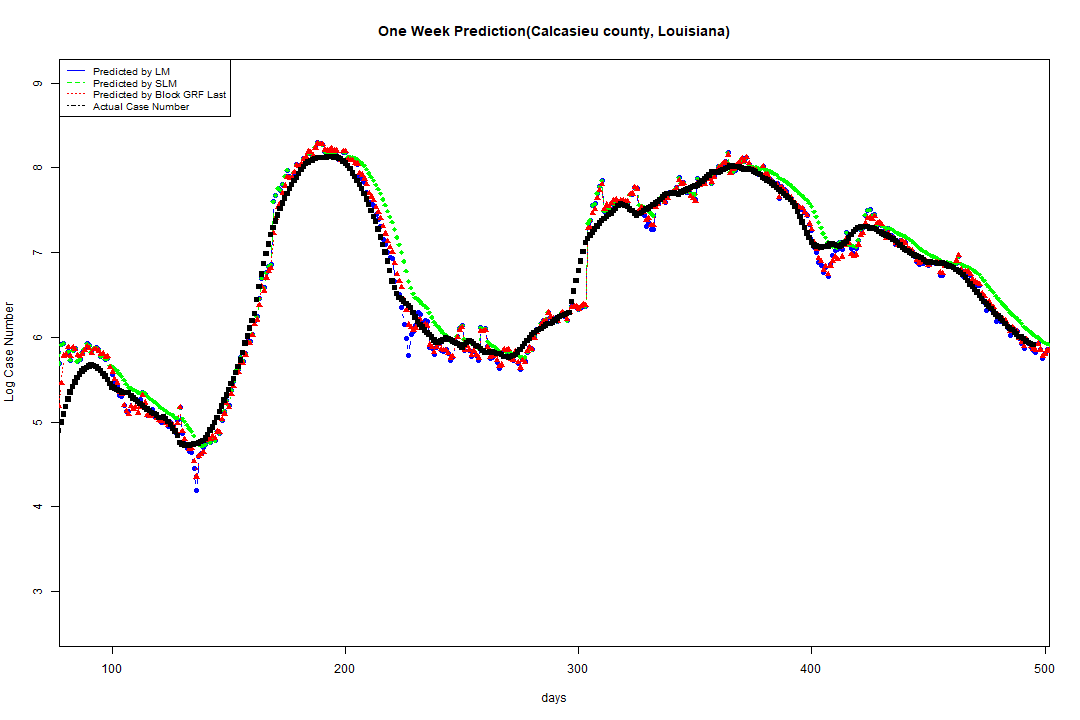 One Week Prediction(Calcasieu county, Louisiana)
Predicted by LM
Predicted by SLM
Predicted by Block GRF Last
Actual Case Number
9
8
7
6
5
4
3
Log Case Number
100 200 300 400 500
days